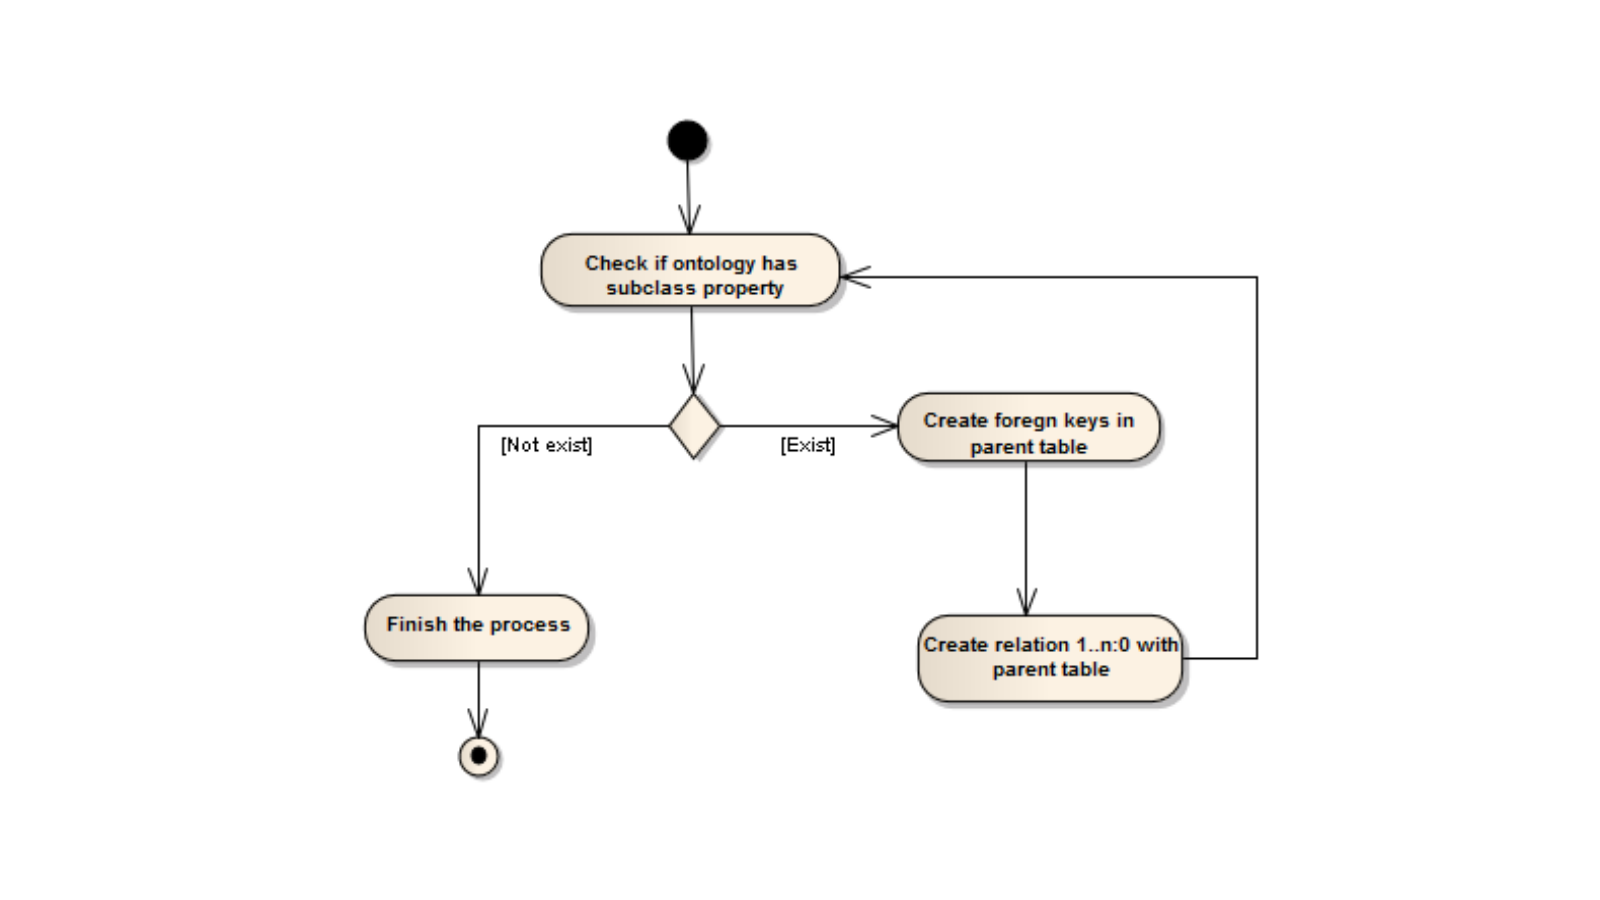 Check if ontology has
subclass property
[Not exist]
[Exist]
Create foregn keys in
parent table
Finish the process
Create relation 1..n:0 with
parent table